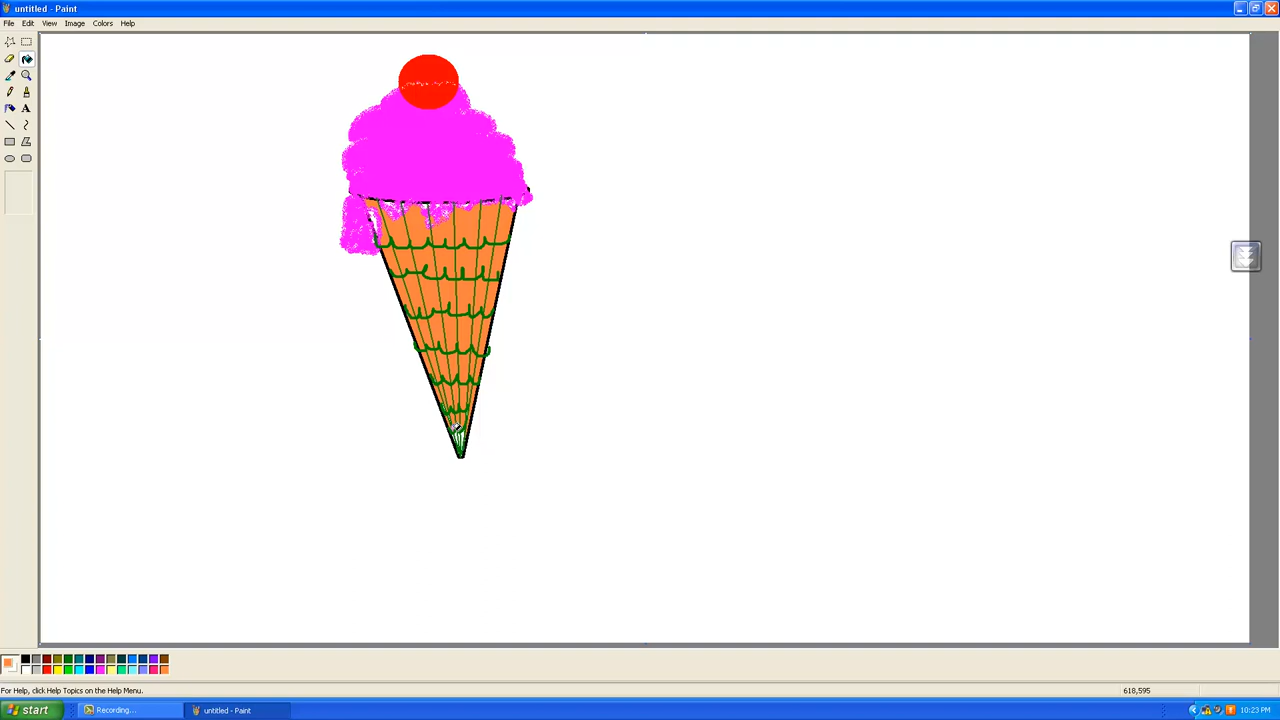 untitled - Paint
File Edit View Image Colors Help
A
For Help, click Help Topics on the Help Menu.
618,595
start
Recording...
untitled - Paint
10:23 PM